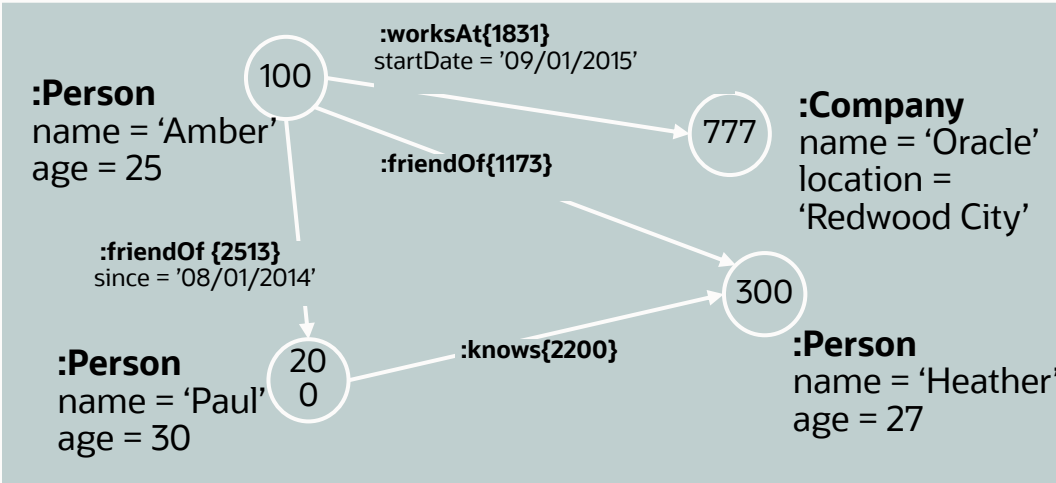 :worksAt{1831}
startDate = '09/01/2015'
100
:Person
name = ‘Amber’
age = 25
777
:Company
name = ‘Oracle’
location =
‘Redwood City’
:friendOf{1173}
:friendOf {2513}
since = '08/01/2014'
300
:knows{2200}
:Person
name = ‘Paul’
age = 30
20
0
:Person
name = ‘Heather’
age = 27